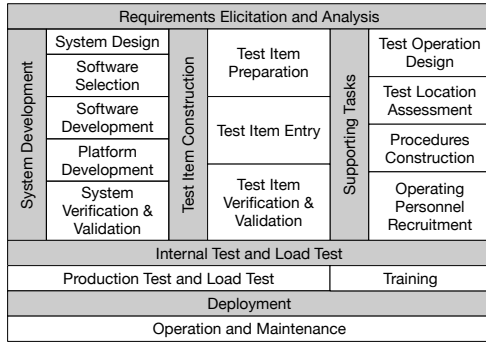 Requirements Elicitation and Analysis
System Development
System Design
Software
Selection
Software
Development
Platform
Development
System
Verification &
Validation
Test Item Construction
Test Item
Preparation
Test Item Entry
Test Item
Verification &
Validation
Supporting Tasks
Test Operation
Design
Test Location
Assessment
Procedures
Construction
Operating
Personnel
Recruitment
Internal Test and Load Test
Production Test and Load Test
Training
Deployment
Operation and Maintenance